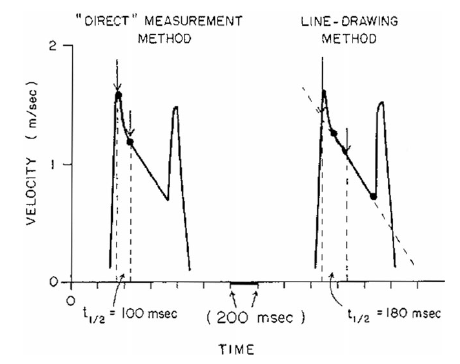 "DIRECT" MEASUREMENT
METHOD
LINE-DRAWING
METHOD
VELOCITY (m/sec)
2
1
0
0
t1/2 = 100 msec
(200 msec)
t1/2 = 180 msec
TIME